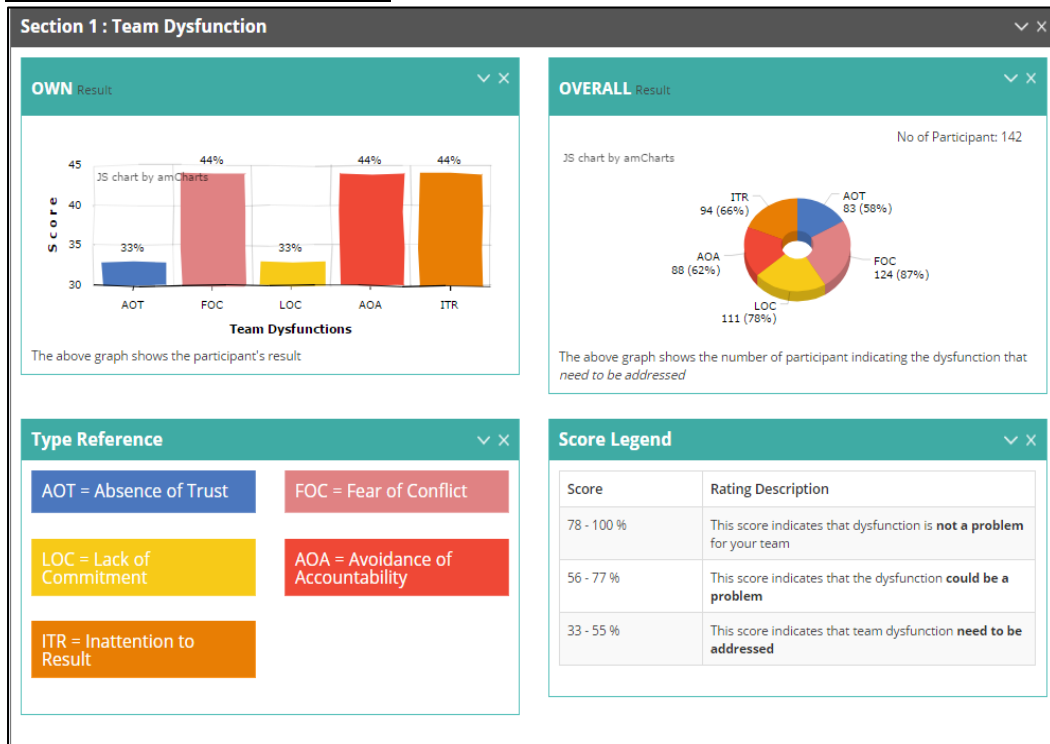 Section 1 : Team Dysfunction
OWN Result
45
40
35
30
Score
JS chart by amCharts
33%
44%
33%
44%
44%
AOT
FOC
LOC
AOA
ITR
Team Dysfunctions
The above graph shows the participant's result
OVERALL Result
No of Participant: 142
JS chart by amCharts
ITR
94 (66%)
AOT
83 (58%)
AOA
88 (62%)
FOC
124 (87%)
LOC
111 (78%)
The above graph shows the number of participant indicating the dysfunction that
need to be addressed
Type Reference
AOT = Absence of Trust
FOC = Fear of Conflict
LOC = Lack of
Commitment
AOA = Avoidance of
Accountability
ITR = Inattention to
Result
Score Legend
Score
Rating Description
78 - 100 %
This score indicates that dysfunction is not a problem
for your team
56 - 77 %
This score indicates that the dysfunction could be a
problem
33 - 55 %
This score indicates that team dysfunction need to be
addressed